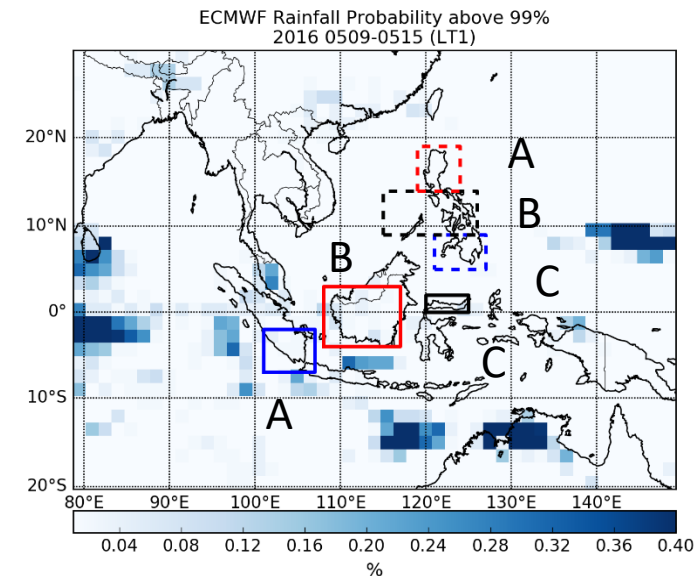 ECMWF Rainfall Probability above 99%
2016 0509-0515 (LT1)
20°N
A
10°N
B
B
C
0°
C
10°S
A
20°S
80°E 90°E 100°E 110°E 120°E 130°E 140°E
0.04 0.08 0.12 0.16 0.20 0.24 0.28 0.32 0.36 0.40
%